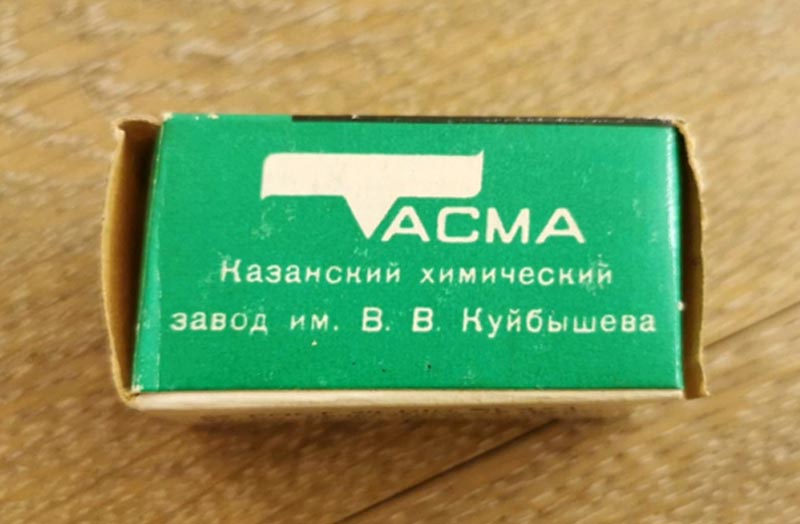 ТАСМА
Казанский химический
завод им. В. В. Куйбышева